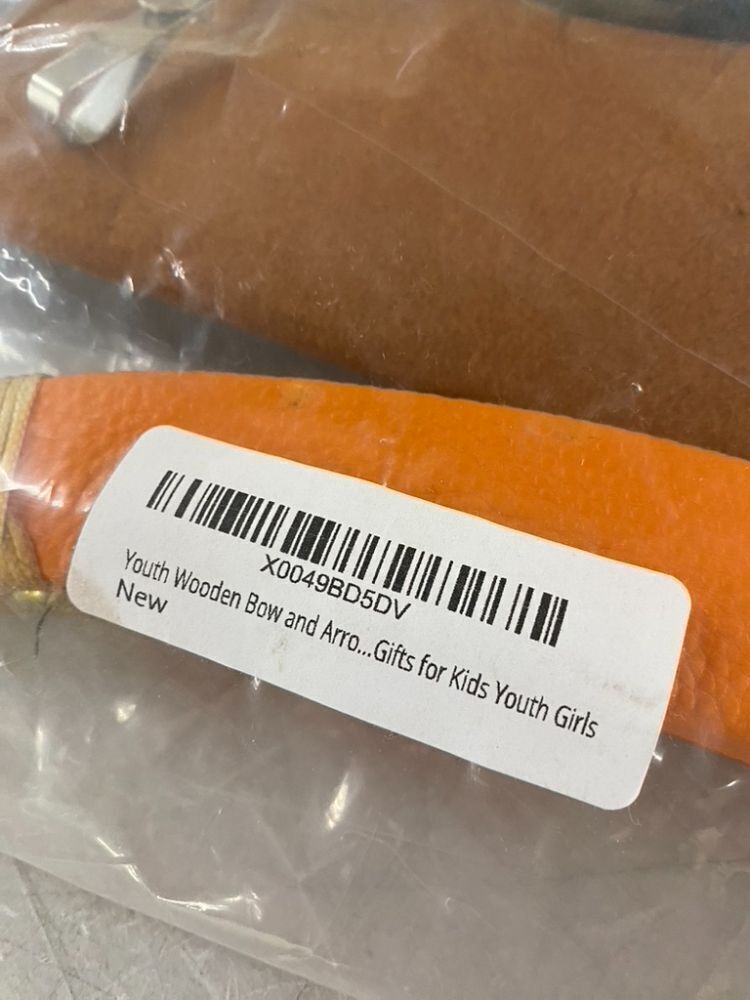 X0049BD5DV
Youth Wooden Bow and Arro...Gifts for Kids Youth Girls
New